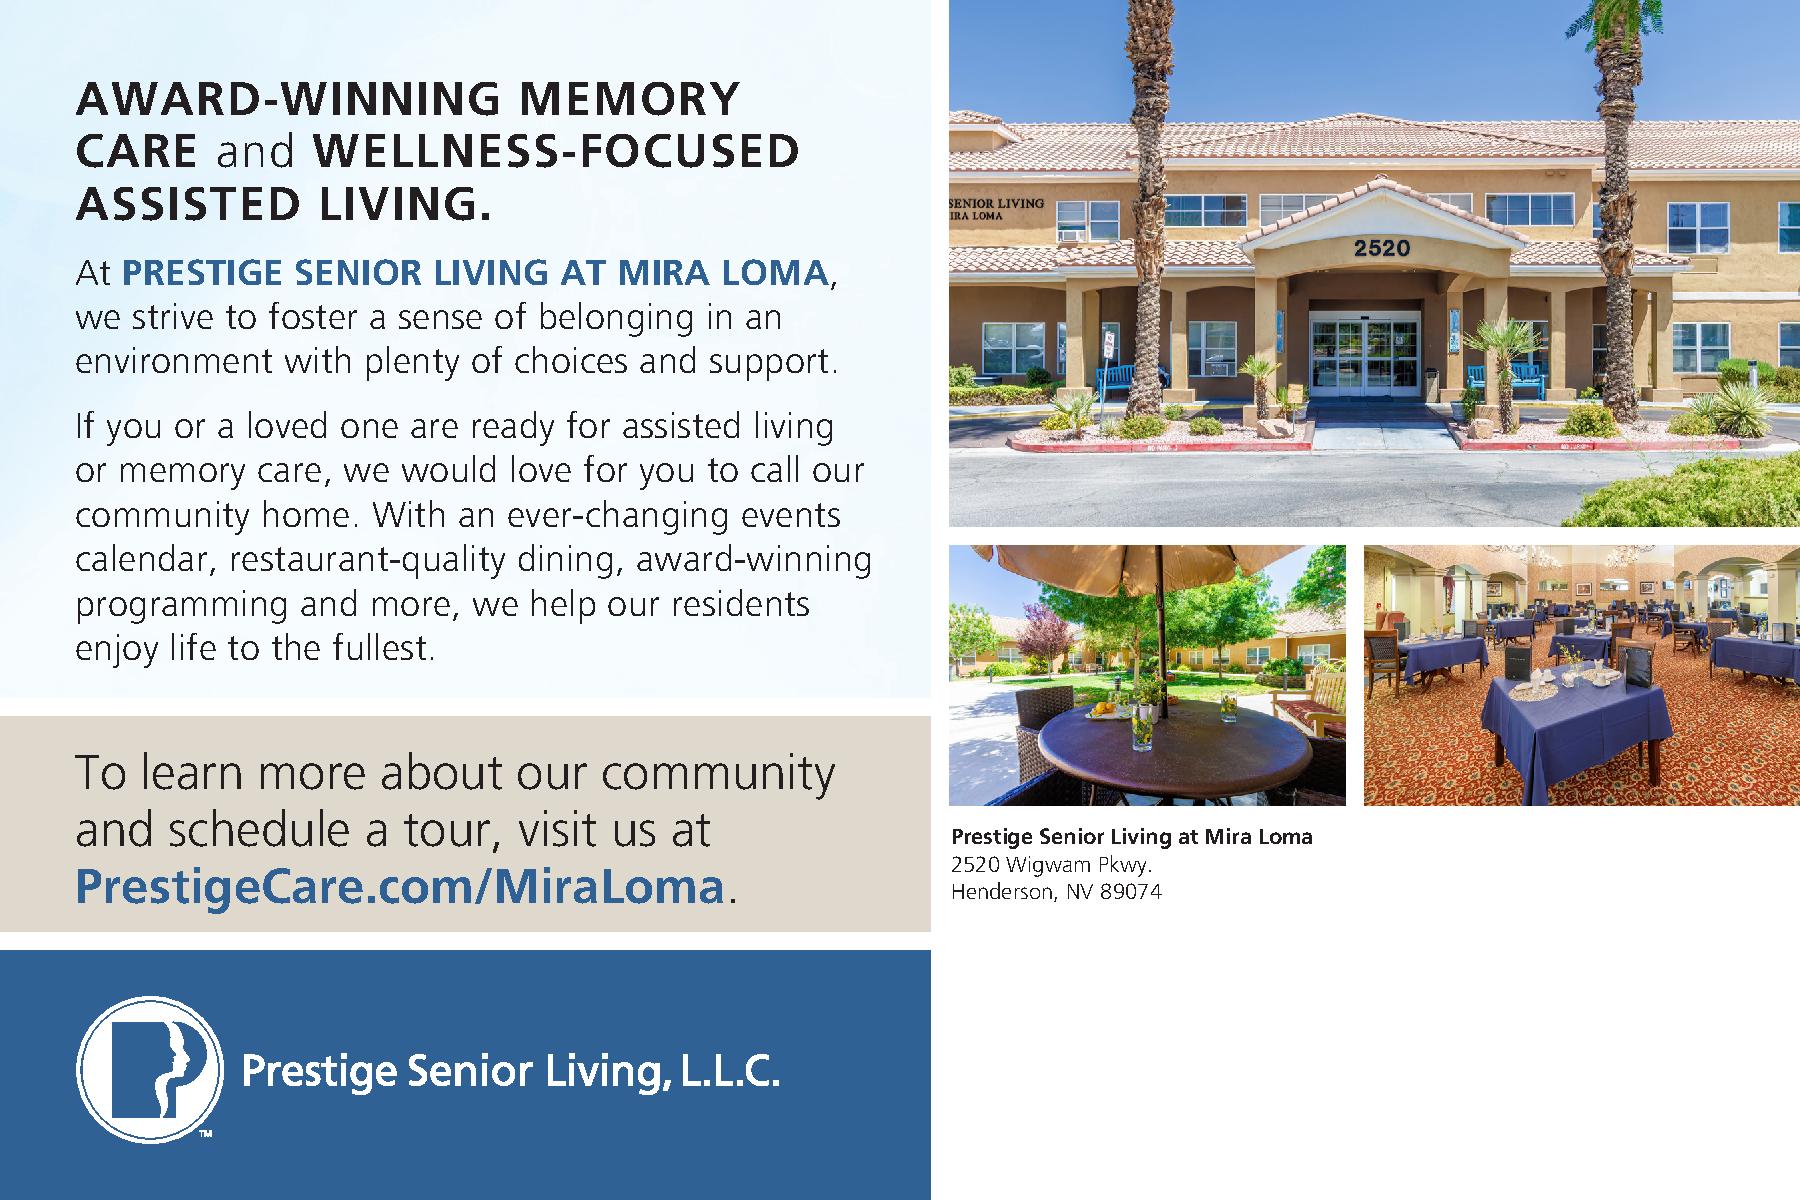 AWARD-WINNING MEMORY
CARE and WELLNESS-FOCUSED
ASSISTED LIVING.
At PRESTIGE SENIOR LIVING AT MIRA LOMA,
we strive to foster a sense of belonging in an
environment with plenty of choices and support.
If you or a loved one are ready for assisted living
or memory care, we would love for you to call our
community home. With an ever-changing events
calendar, restaurant-quality dining, award-winning
programming and more, we help our residents
enjoy life to the fullest.
To learn more about our community
and schedule a tour, visit us at
PrestigeCare.com/MiraLoma.
Prestige Senior Living, L.L.C.
TM
SENIOR LIVING
IRA LOMA
2520
NO PARKING
Prestige Senior Living at Mira Loma
2520 Wigwam Pkwy.
Henderson, NV 89074